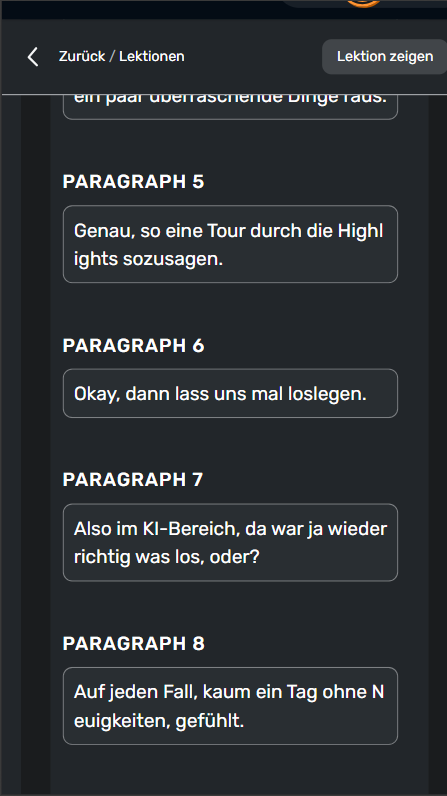 Zurück / Lektionen
Lektion zeigen
ein paar überraschende Dinge raus.
PARAGRAPH 5
Genau, so eine Tour durch die Highl
ights sozusagen.
PARAGRAPH 6
Okay, dann lass uns mal loslegen.
PARAGRAPH 7
Also im KI-Bereich, da war ja wieder
richtig was los, oder?
PARAGRAPH 8
Auf jeden Fall, kaum ein Tag ohne N
euigkeiten, gefühlt.